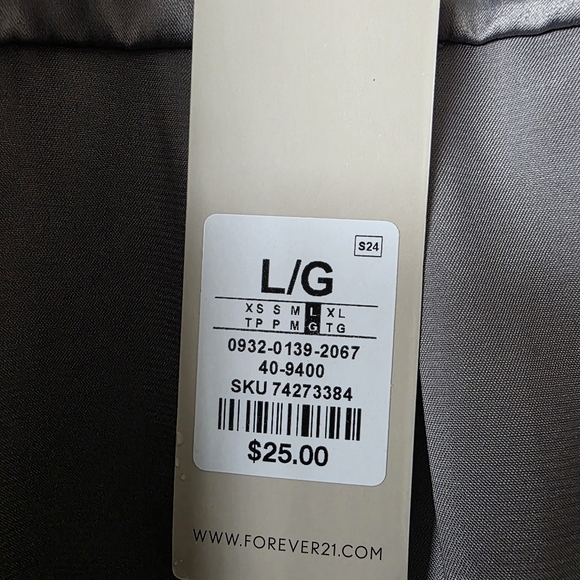 S24
L/G
XS S M L XL
TP P M G TG
0932-0139-2067
40-9400
SKU 74273384
$25.00
WWW.FOREVER21.COM